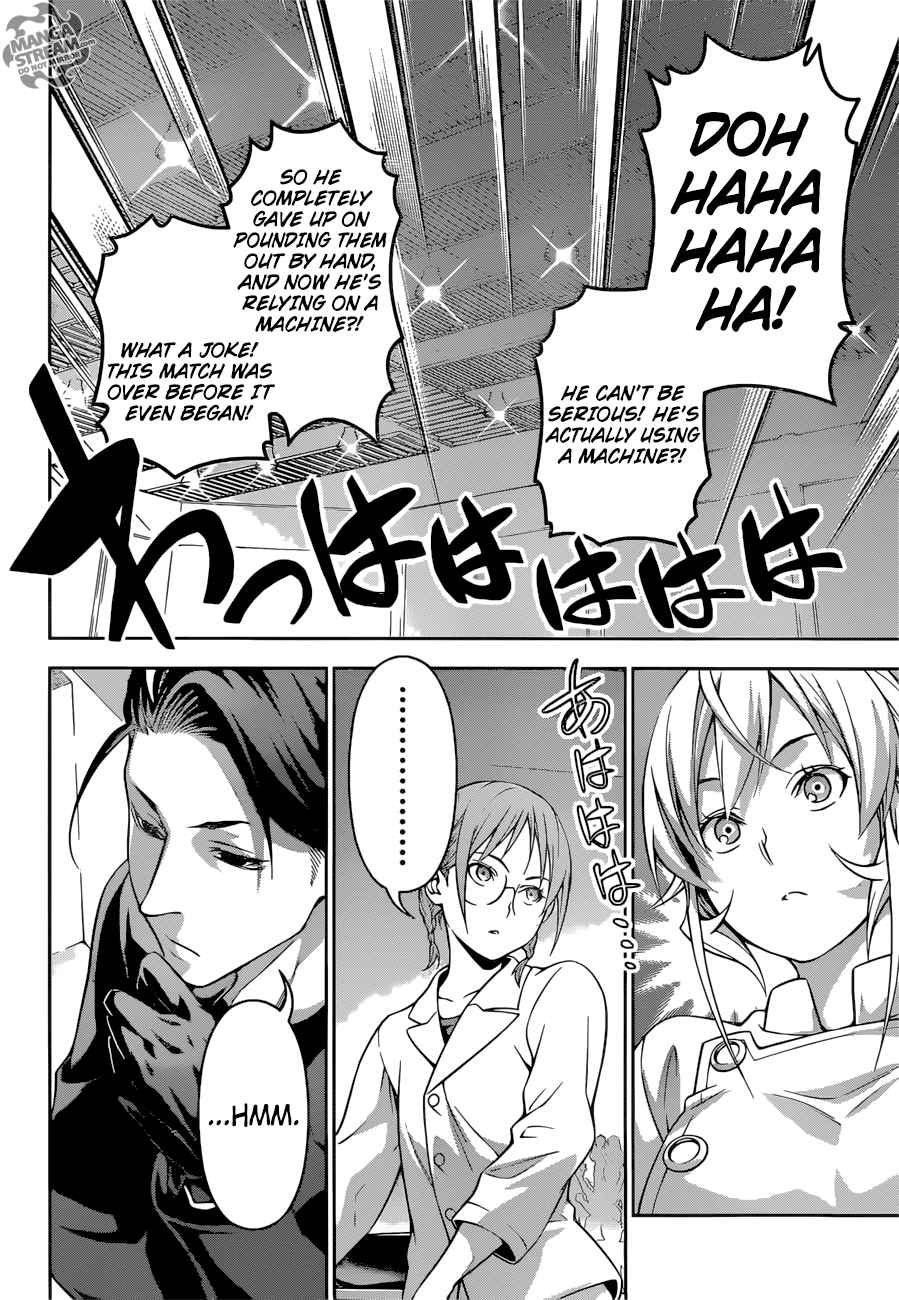 MANGA
STREAM
DOH
HAHA
HAHA
HA!
HE CAN'T BE
SERIOUS! HE'S
ACTUALLY USING
A MACHINE?!
SO HE
COMPLETELY
GAVE UP ON
POUNDING THEM
OUT BY HAND,
AND NOW HE'S
RELYING ON A
MACHINE?!
WHAT A JOKE!
THIS MATCH WAS
OVER BEFORE IT
EVEN BEGAN!
わっははははは
あははは…
………
...HMM.